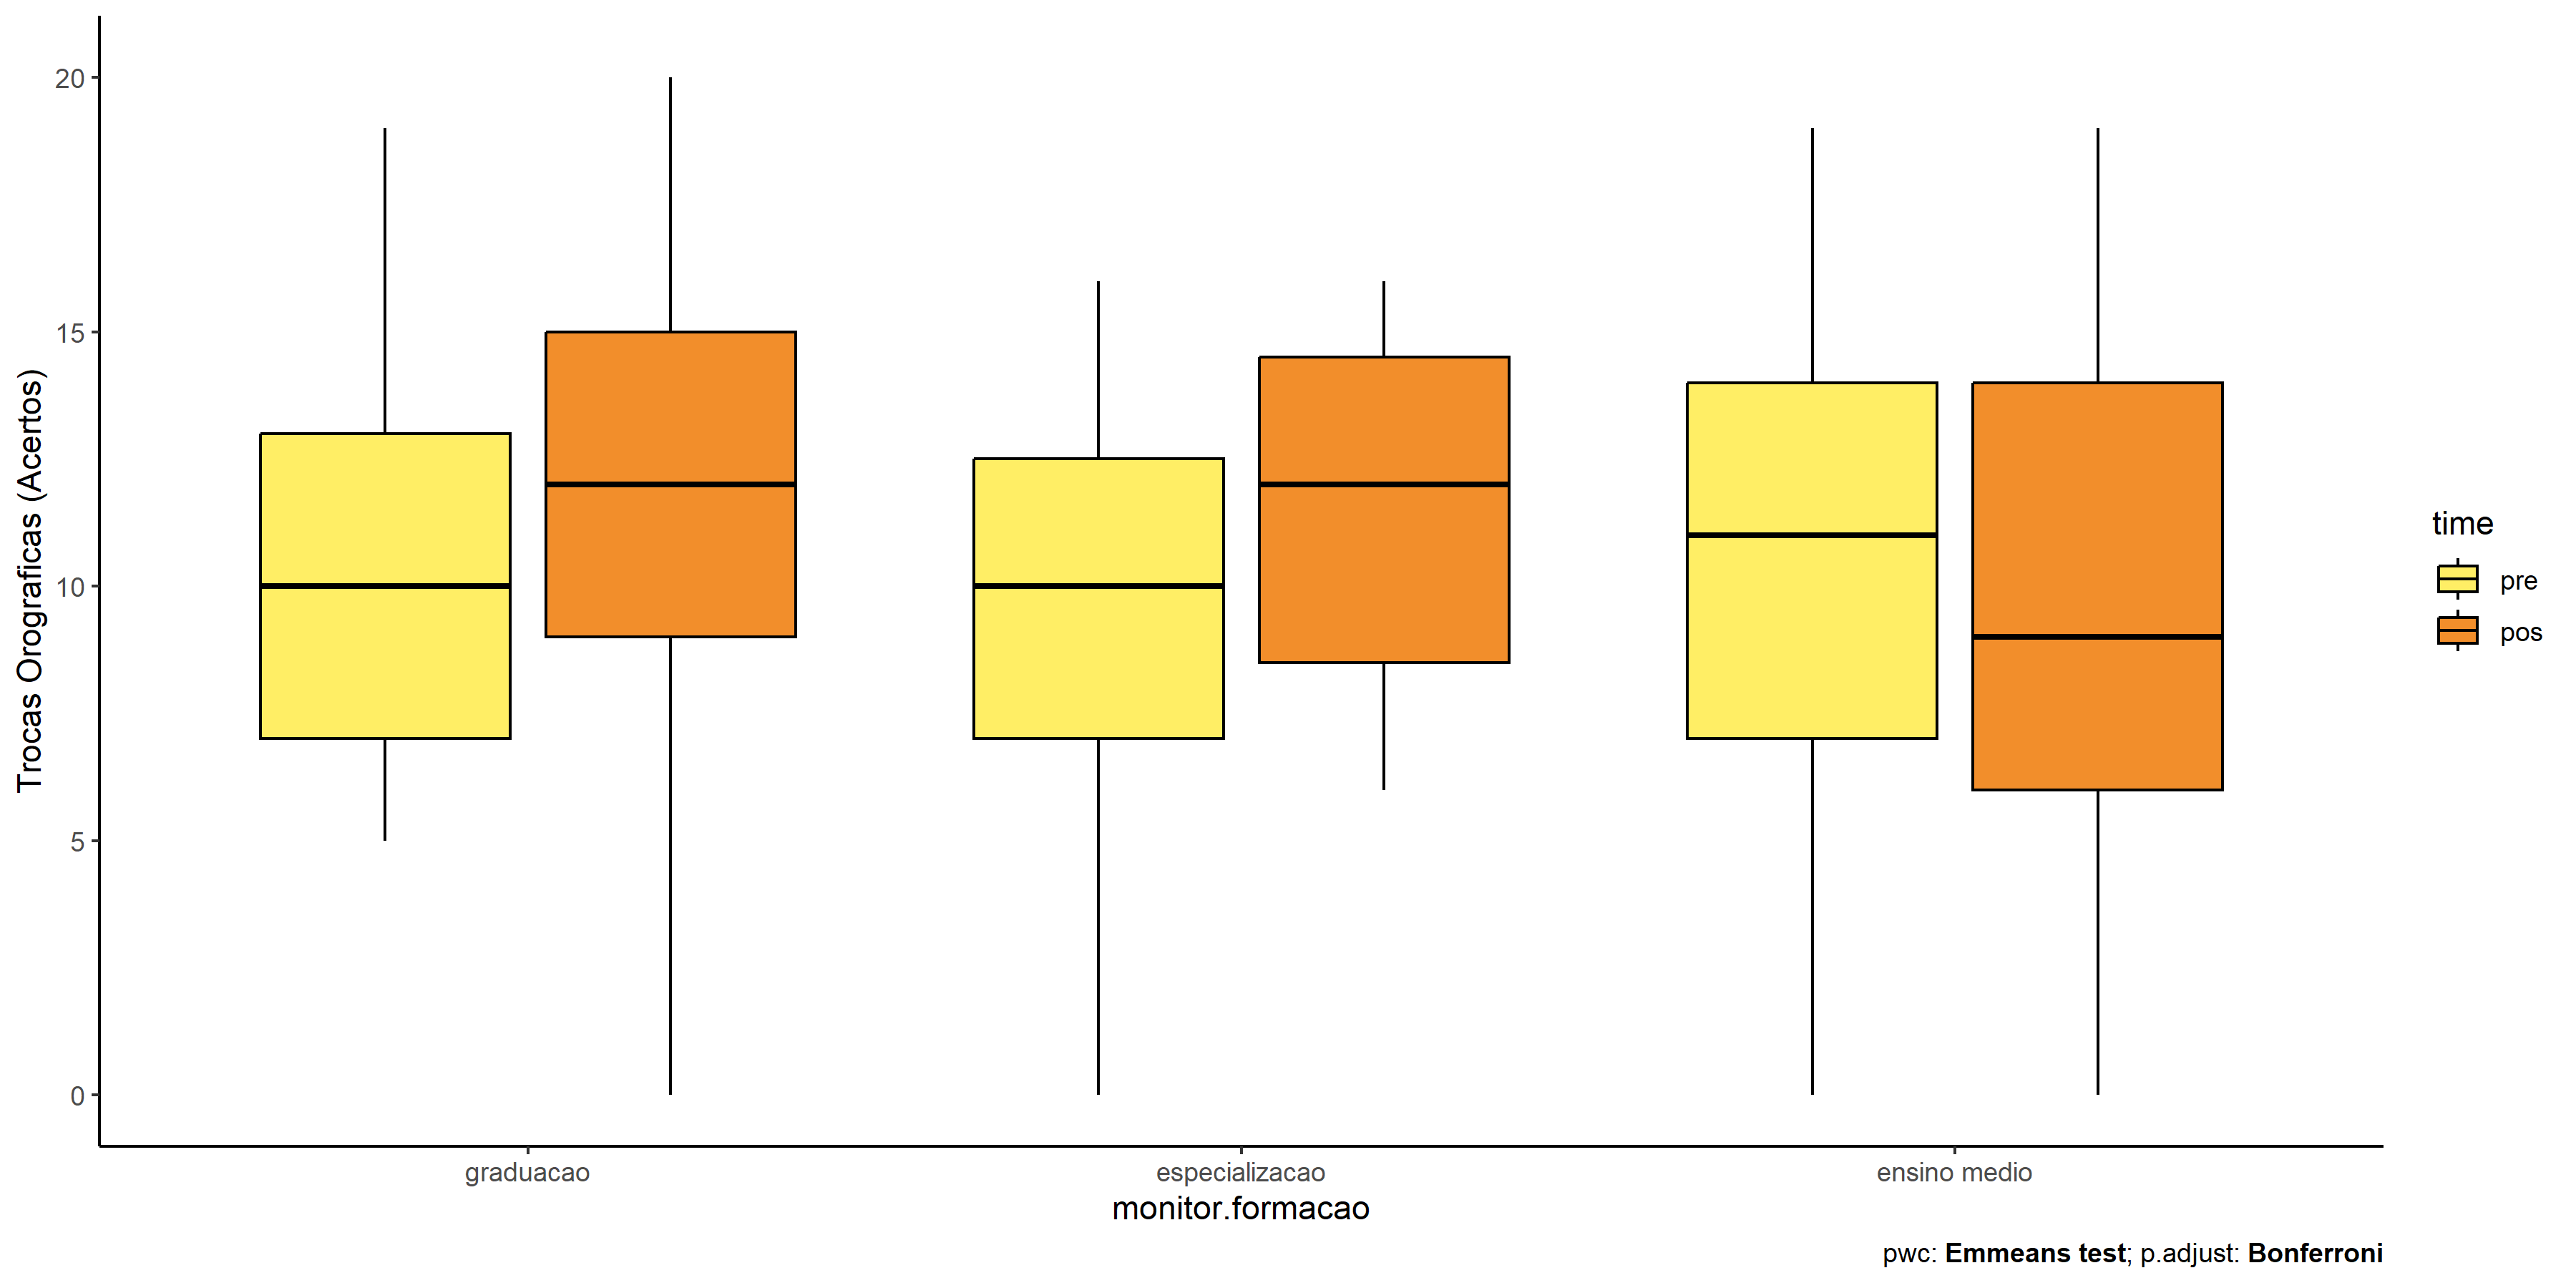 20
15
10
5
0
Trocas Orograficas (Acertos)
graduacao
especializacao
ensino medio
monitor.formacao
time
pre
pos
pwc: Emmeans test; p.adjust: Bonferroni